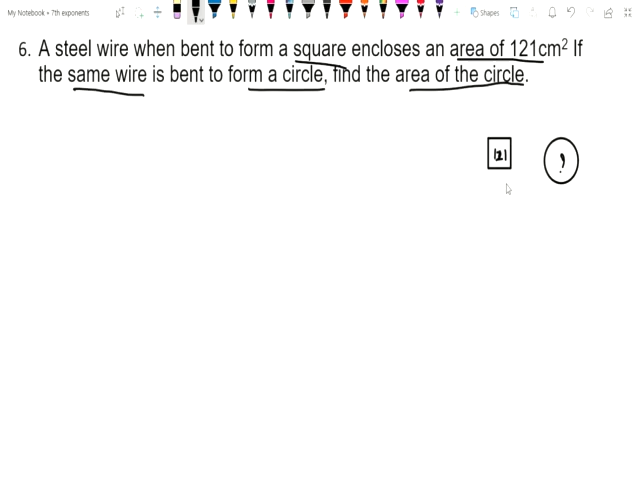 My Notebook » 7th exponents
Shapes
6. A steel wire when bent to form a square encloses an area of 121cm² If
the same wire is bent to form a circle, find the area of the circle.
121
?